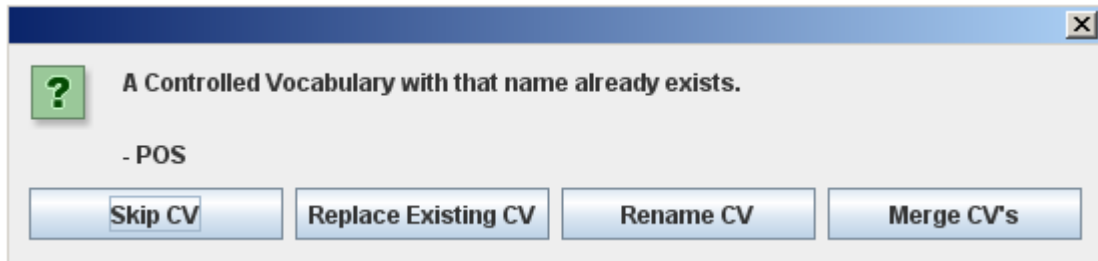 A Controlled Vocabulary with that name already exists.
- POS
Skip CV Replace Existing CV Rename CV Merge CV's